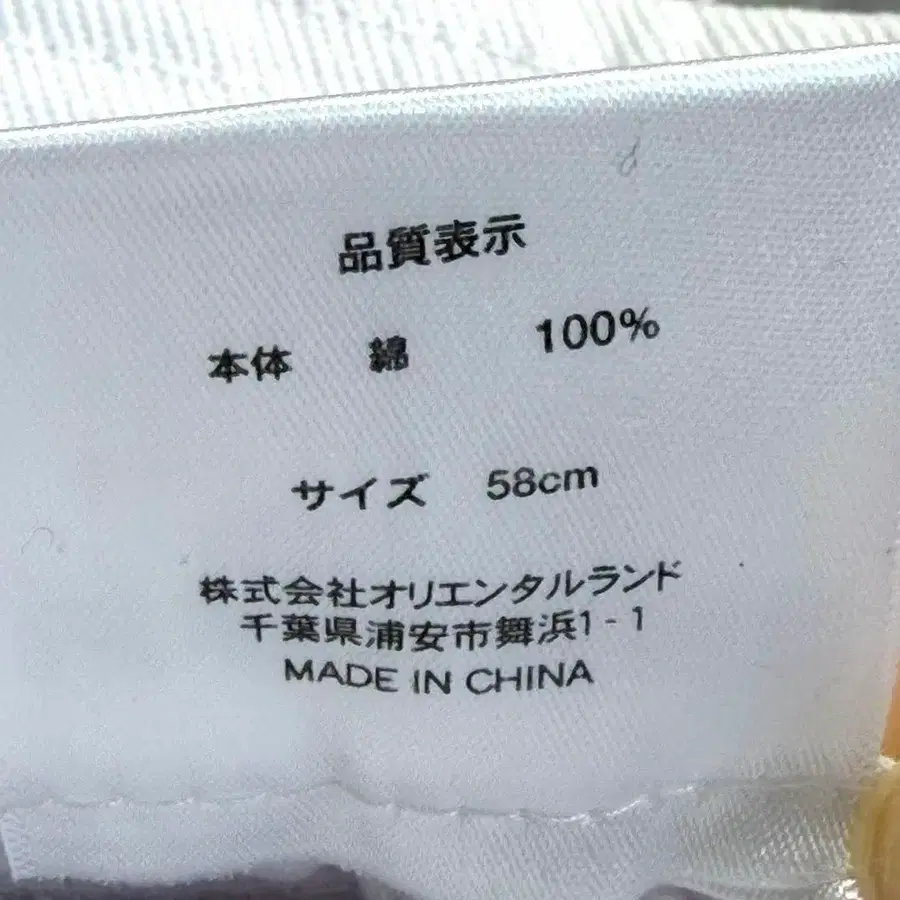 品質表示
本体 綿 100%
サイズ 58cm
株式会社オリエンタルランド
千葉県浦安市舞浜1-1
MADE IN CHINA